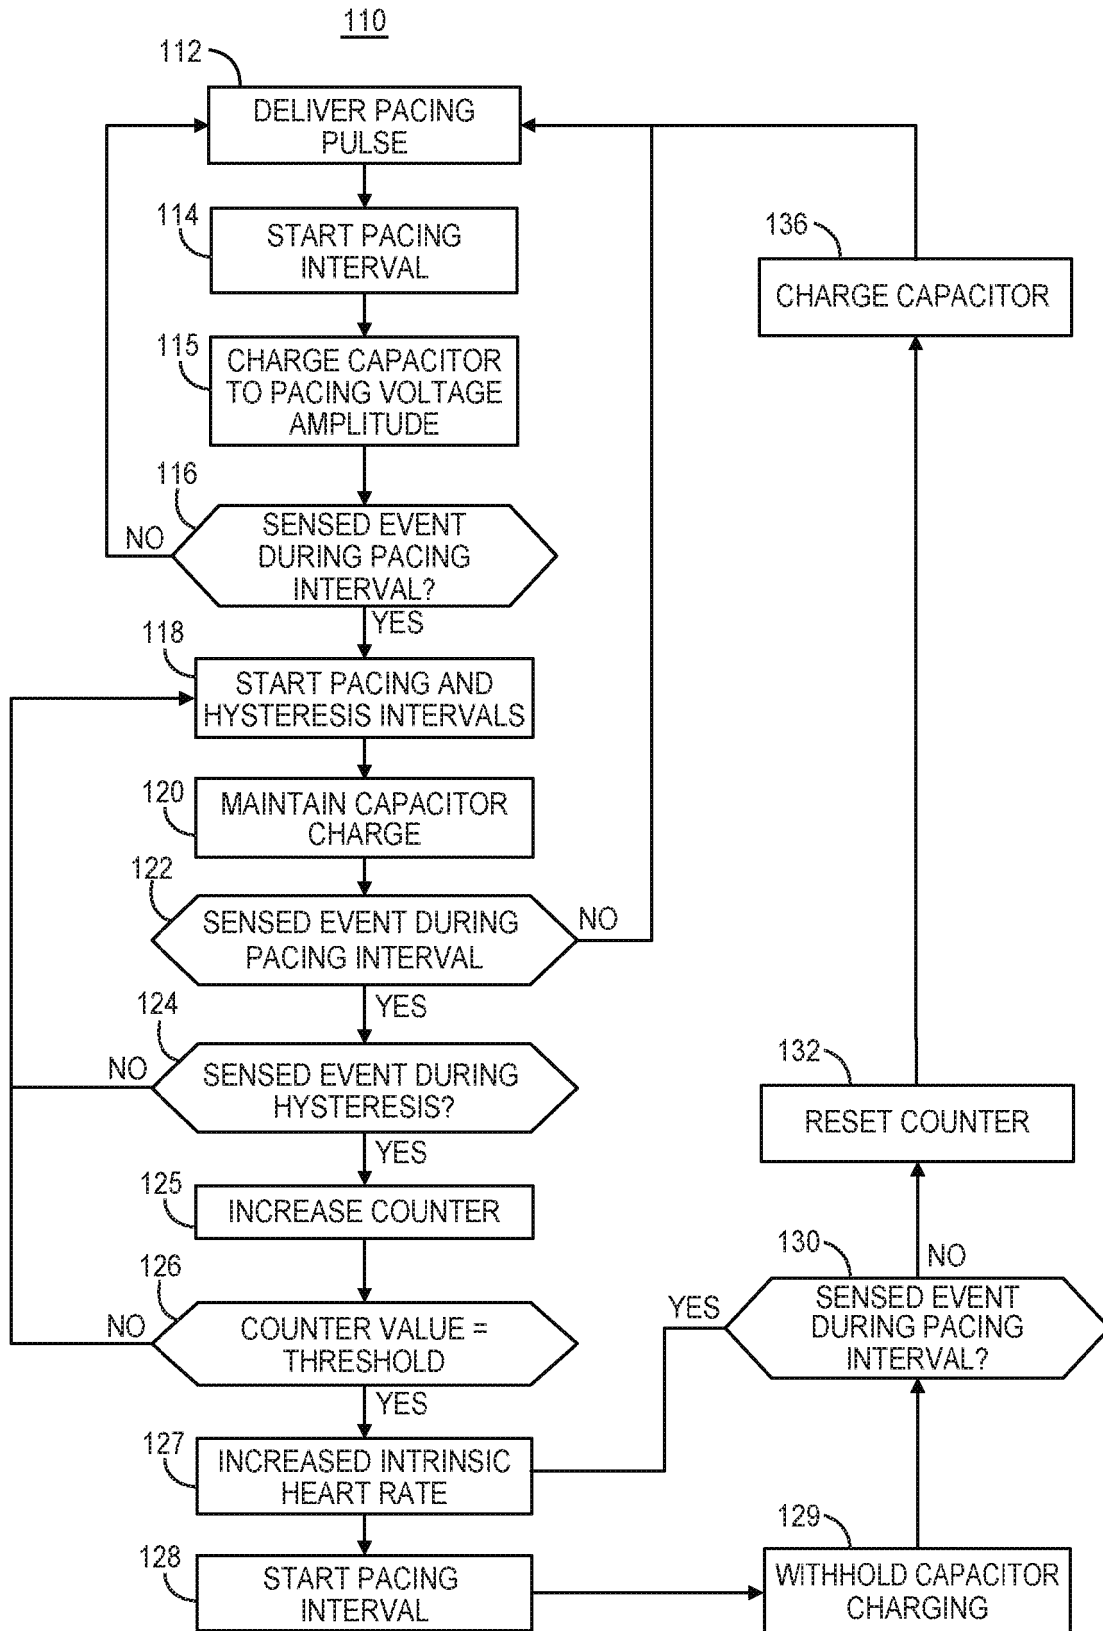 110
112
DELIVER PACING
PULSE
114
START PACING
INTERVAL
136
CHARGE CAPACITOR
115
CHARGE CAPACITOR
TO PACING VOLTAGE
AMPLITUDE
116
SENSED EVENT
DURING PACING
INTERVAL?
NO
YES
118
START PACING AND
HYSTERESIS INTERVALS
120
MAINTAIN CAPACITOR
CHARGE
122
SENSED EVENT DURING
PACING INTERVAL
NO
YES
124
SENSED EVENT DURING
HYSTERESIS?
NO
YES
132
RESET COUNTER
125
INCREASE COUNTER
126
COUNTER VALUE =
THRESHOLD
NO
YES
130
NO
YES
SENSED EVENT
DURING PACING
INTERVAL?
127
INCREASED INTRINSIC
HEART RATE
128
START PACING
INTERVAL
129
WITHHOLD CAPACITOR
CHARGING